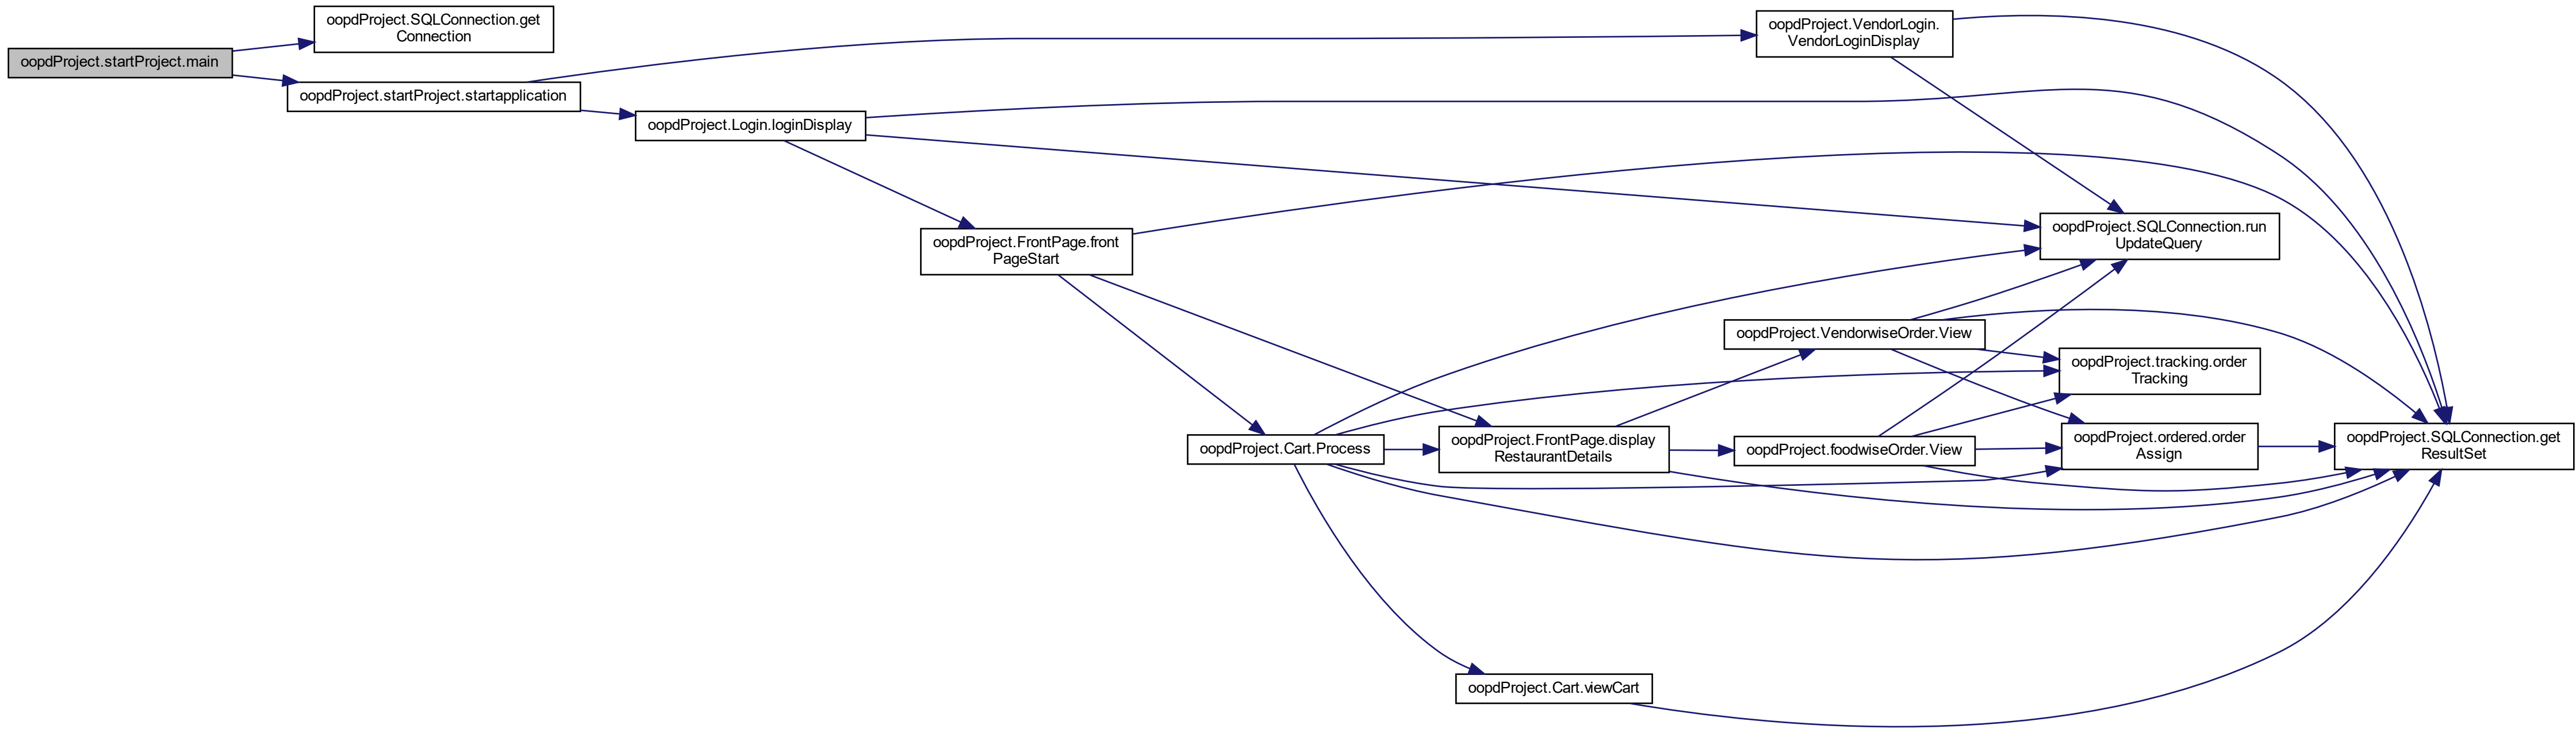 oopdProject.startProject.main
oopdProject.SQLConnection.get
Connection
oopdProject.startProject.startapplication
oopdProject.Login.loginDisplay
oopdProject.VendorLogin.
VendorLoginDisplay
oopdProject.FrontPage.front
PageStart
oopdProject.SQLConnection.run
UpdateQuery
oopdProject.VendorwiseOrder.View
oopdProject.tracking.order
Tracking
oopdProject.Cart.Process
oopdProject.FrontPage.display
RestaurantDetails
oopdProject.foodwiseOrder.View
oopdProject.ordered.order
Assign
oopdProject.SQLConnection.get
ResultSet
oopdProject.Cart.viewCart